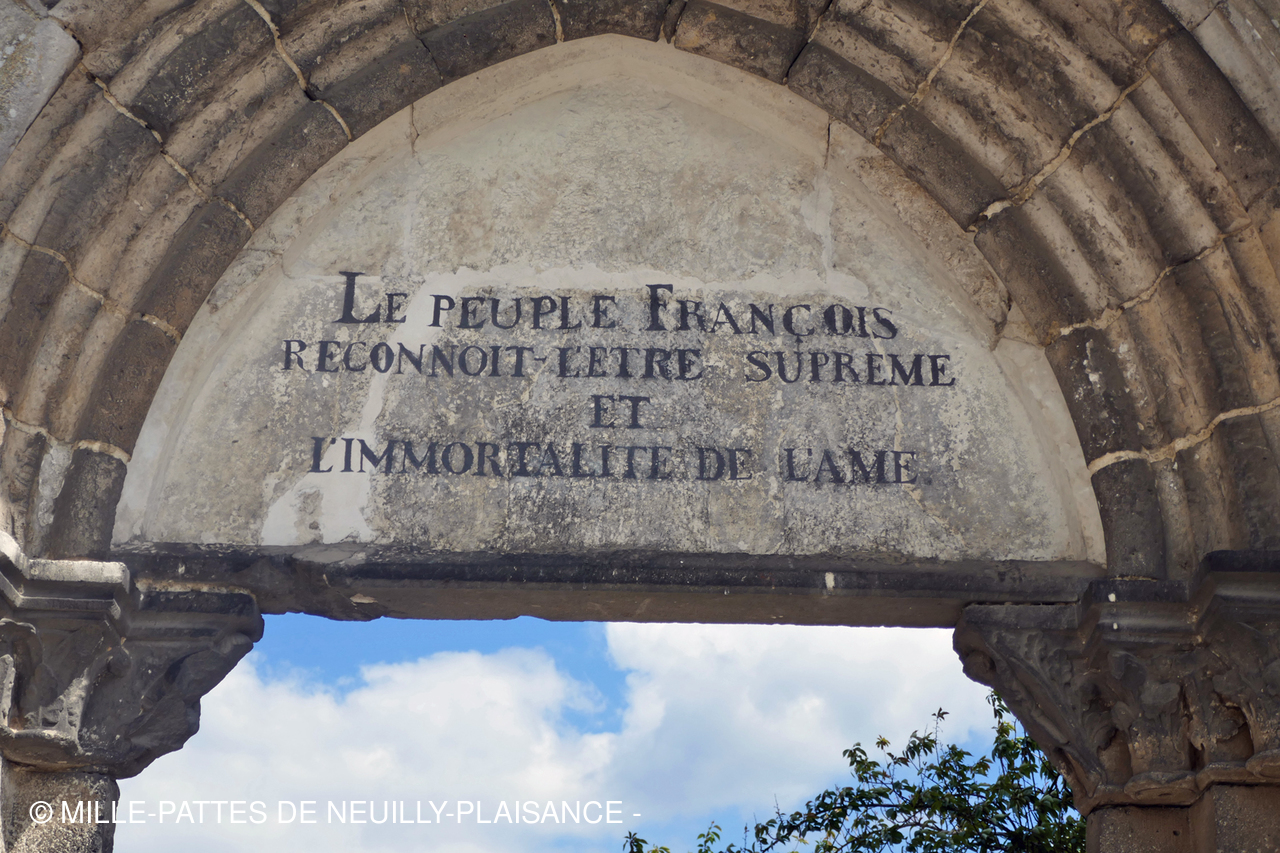 LE PEUPLE FRANÇOIS
RECONNOIT-L'ETRE SUPREME
ET
L'IMMORTALITE DE L'AME.
© MILLE-PATTES DE NEUILLY-PLAISANCE -